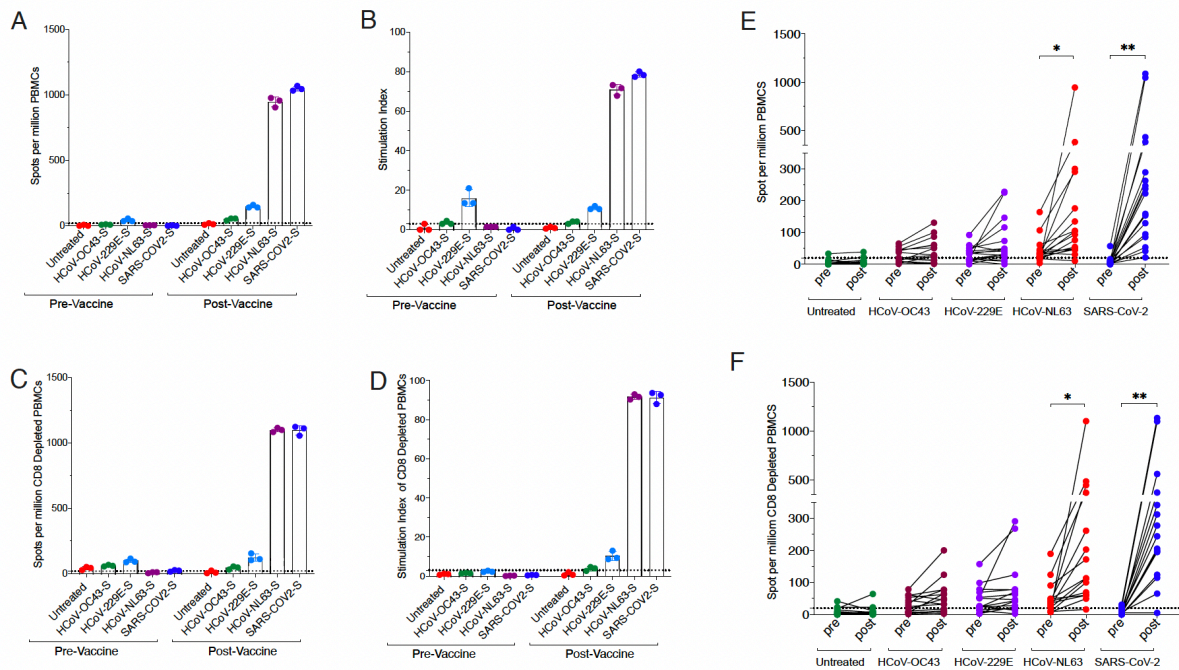 A
Spots per million PBMCs
1500
1000
500
0
Untreated
HCoV-OC43-S
HCoV-229E-S
HCoV-NL63-S
SARS-COV2-S
Untreated
HCoV-OC43-S
HCoV-229E-S
HCoV-NL63-S
SARS-COV2-S
Pre-Vaccine
Post-Vaccine
B
Stimulation Index
100
80
60
40
20
0
Untreated
HCoV-OC43-S
HCoV-229E-S
HCoV-NL63-S
SARS-COV2-S
Untreated
HCoV-OC43-S
HCoV-229E-S
HCoV-NL63-S
SARS-COV2-S
Pre-Vaccine
Post-Vaccine
E
Spot per milliom PBMCS
1500
500
300
200
100
0
*
**
pre post pre post pre post pre post pre post
Untreated HCoV-OC43 HCoV-229E HCoV-NL63 SARS-CoV-2
C
Spots per million CD8 Depleted PBMCs
1500
1000
500
0
Untreated
HCoV-OC43-S
HCoV-229E-S
HCoV-NL63-S
SARS-COV2-S
Untreated
HCoV-OC43-S
HCoV-229E-S
HCoV-NL63-S
SARS-COV2-S
Pre-Vaccine
Post-Vaccine
D
Stimulation Index of CD8 Depleted PBMCs
100
80
60
40
20
0
Untreated
HCoV-OC43-S
HCoV-229E-S
HCoV-NL63-S
SARS-COV2-S
Untreated
HCoV-OC43-S
HCoV-229E-S
HCoV-NL63-S
SARS-COV2-S
Pre-Vaccine
Post-Vaccine
F
Spot per milliom CD8 Depleted PBMCS
1500
1000
500
300
200
100
0
*
**
pre post pre post pre post pre post pre post
Untreated HCoV-OC43 HCoV-229E HCoV-NL63 SARS-CoV-2